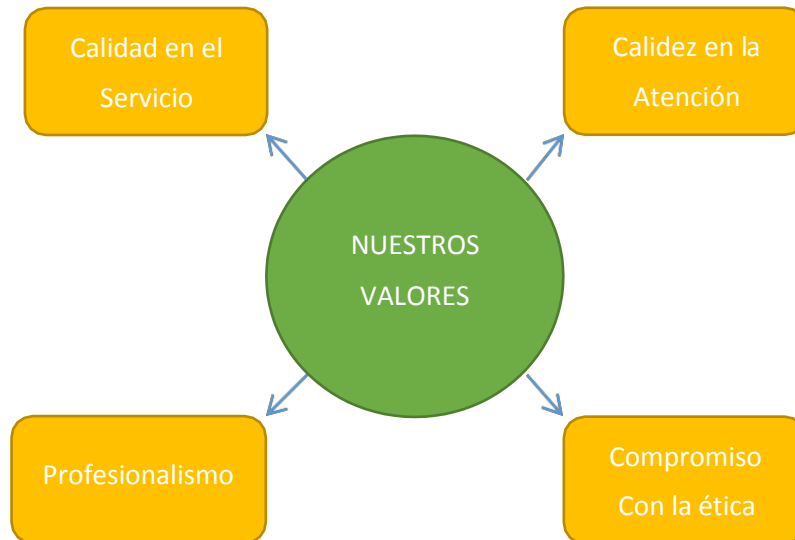 Calidad en el
Servicio
Calidez en la
Atención
NUESTROS
VALORES
Profesionalismo
Compromiso
Con la ética